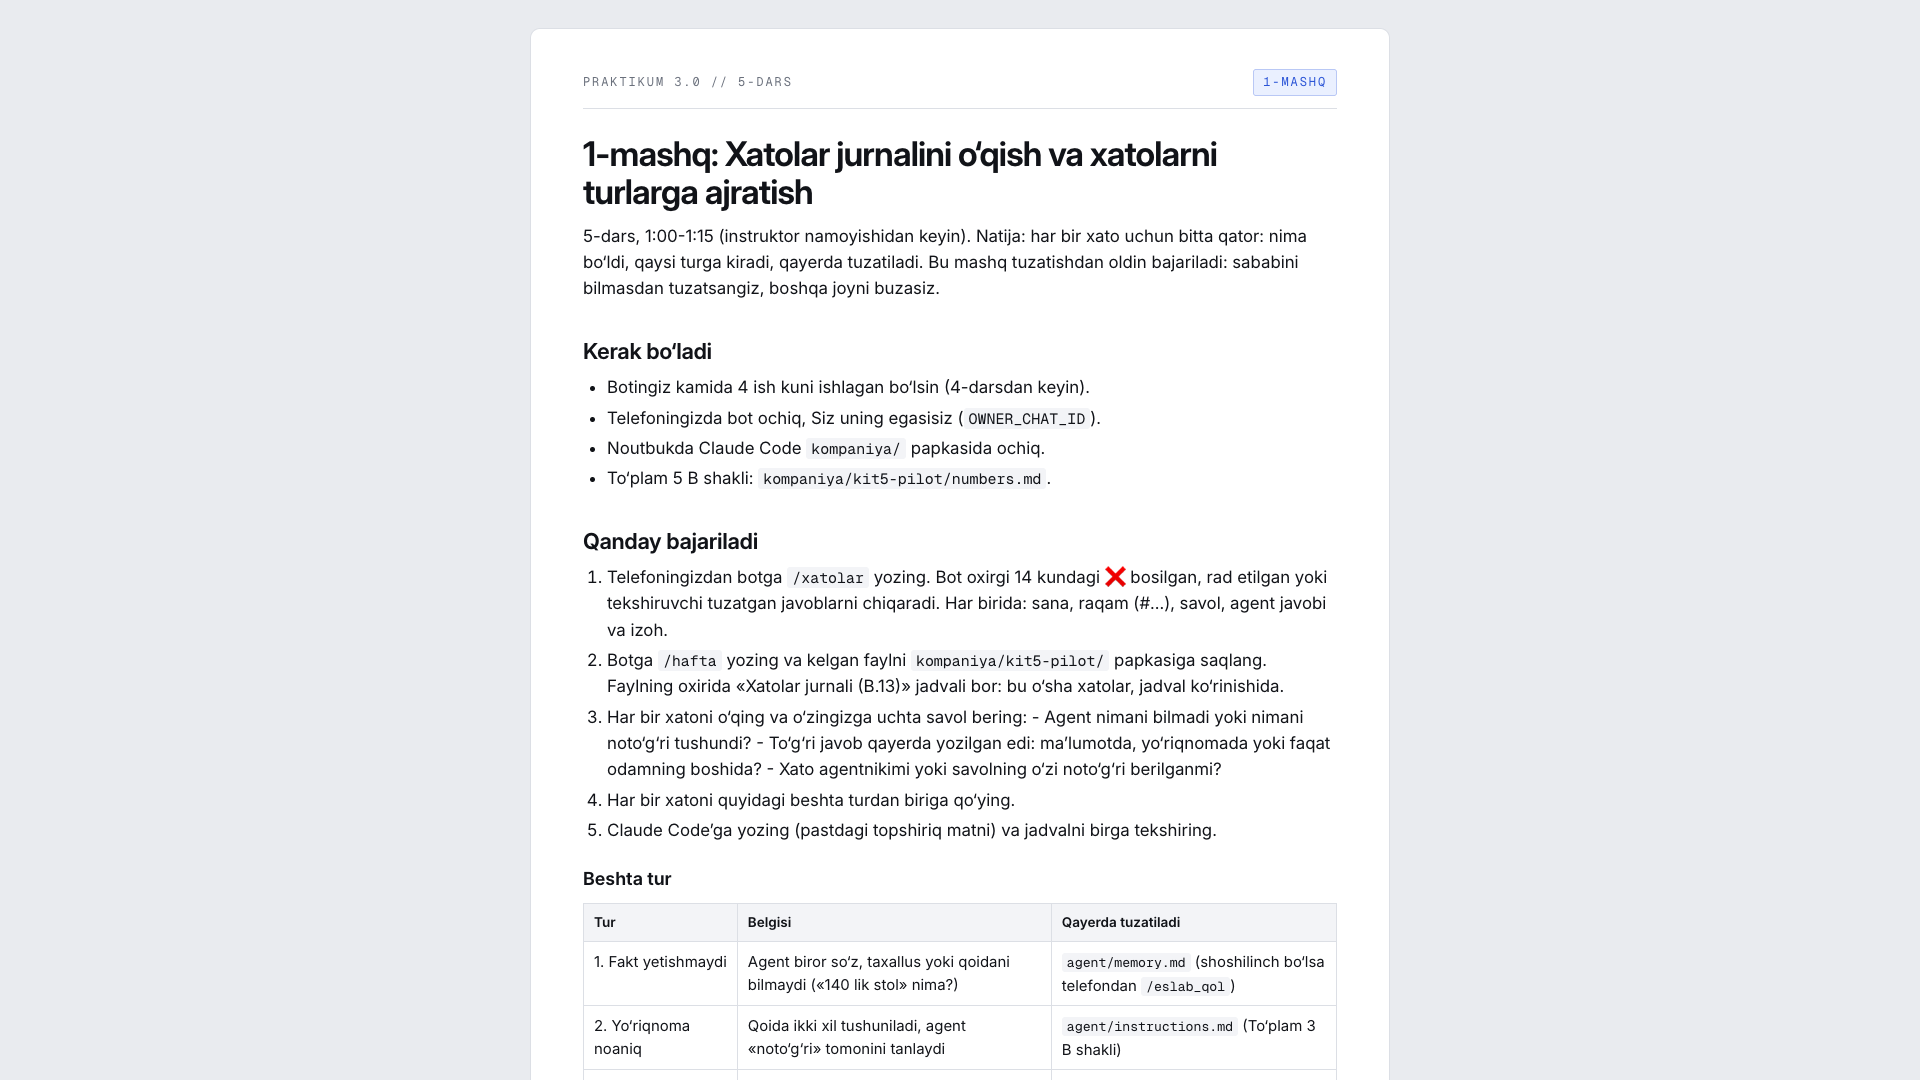 PRAKTIKUM 3.0 // 5-DARS
1-MASHQ
1-mashq: Xatolar jurnalini o‘qish va xatolarni
turlarga ajratish
5-dars, 1:00-1:15 (instruktor namoyishidan keyin). Natija: har bir xato uchun bitta qator: nima
bo‘ldi, qaysi turga kiradi, qayerda tuzatiladi. Bu mashq tuzatishdan oldin bajariladi: sababini
bilmasdan tuzatsangiz, boshqa joyni buzasiz.
Kerak bo‘ladi
• Botingiz kamida 4 ish kuni ishlagan bo‘lsin (4-darsdan keyin).
• Telefoningizda bot ochiq, Siz uning egasisiz ( OWNER_CHAT_ID ).
• Noutbukda Claude Code kompaniya/ papkasida ochiq.
• To‘plam 5 B shakli: kompaniya/kit5-pilot/numbers.md .
Qanday bajariladi
1. Telefoningizdan botga /xatolar yozing. Bot oxirgi 14 kundagi ❌ bosilgan, rad etilgan yoki
tekshiruvchi tuzatgan javoblarni chiqaradi. Har birida: sana, raqam (#…), savol, agent javobi
va izoh.
2. Botga /hafta yozing va kelgan faylni kompaniya/kit5-pilot/ papkasiga saqlang.
Faylning oxirida «Xatolar jurnali (B.13)» jadvali bor: bu o‘sha xatolar, jadval ko‘rinishida.
3. Har bir xatoni o‘qing va o‘zingizga uchta savol bering: - Agent nimani bilmadi yoki nimani
noto‘g‘ri tushundi? - To‘g‘ri javob qayerda yozilgan edi: ma’lumotda, yo‘riqnomada yoki faqat
odamning boshida? - Xato agentnikimi yoki savolning o‘zi noto‘g‘ri berilganmi?
4. Har bir xatoni quyidagi beshta turdan biriga qo‘ying.
5. Claude Code’ga yozing (pastdagi topshiriq matni) va jadvalni birga tekshiring.
Beshta tur
Tur Belgisi Qayerda tuzatiladi
1. Fakt yetishmaydi Agent biror so‘z, taxallus yoki qoidani agent/memory.md (shoshilinch bo‘lsa
bilmaydi («140 lik stol» nima?) telefondan /eslab_qol )
2. Yo‘riqnoma Qoida ikki xil tushuniladi, agent agent/instructions.md (To‘plam 3
noaniq «noto‘g‘ri» tomonini tanlaydi B shakli)